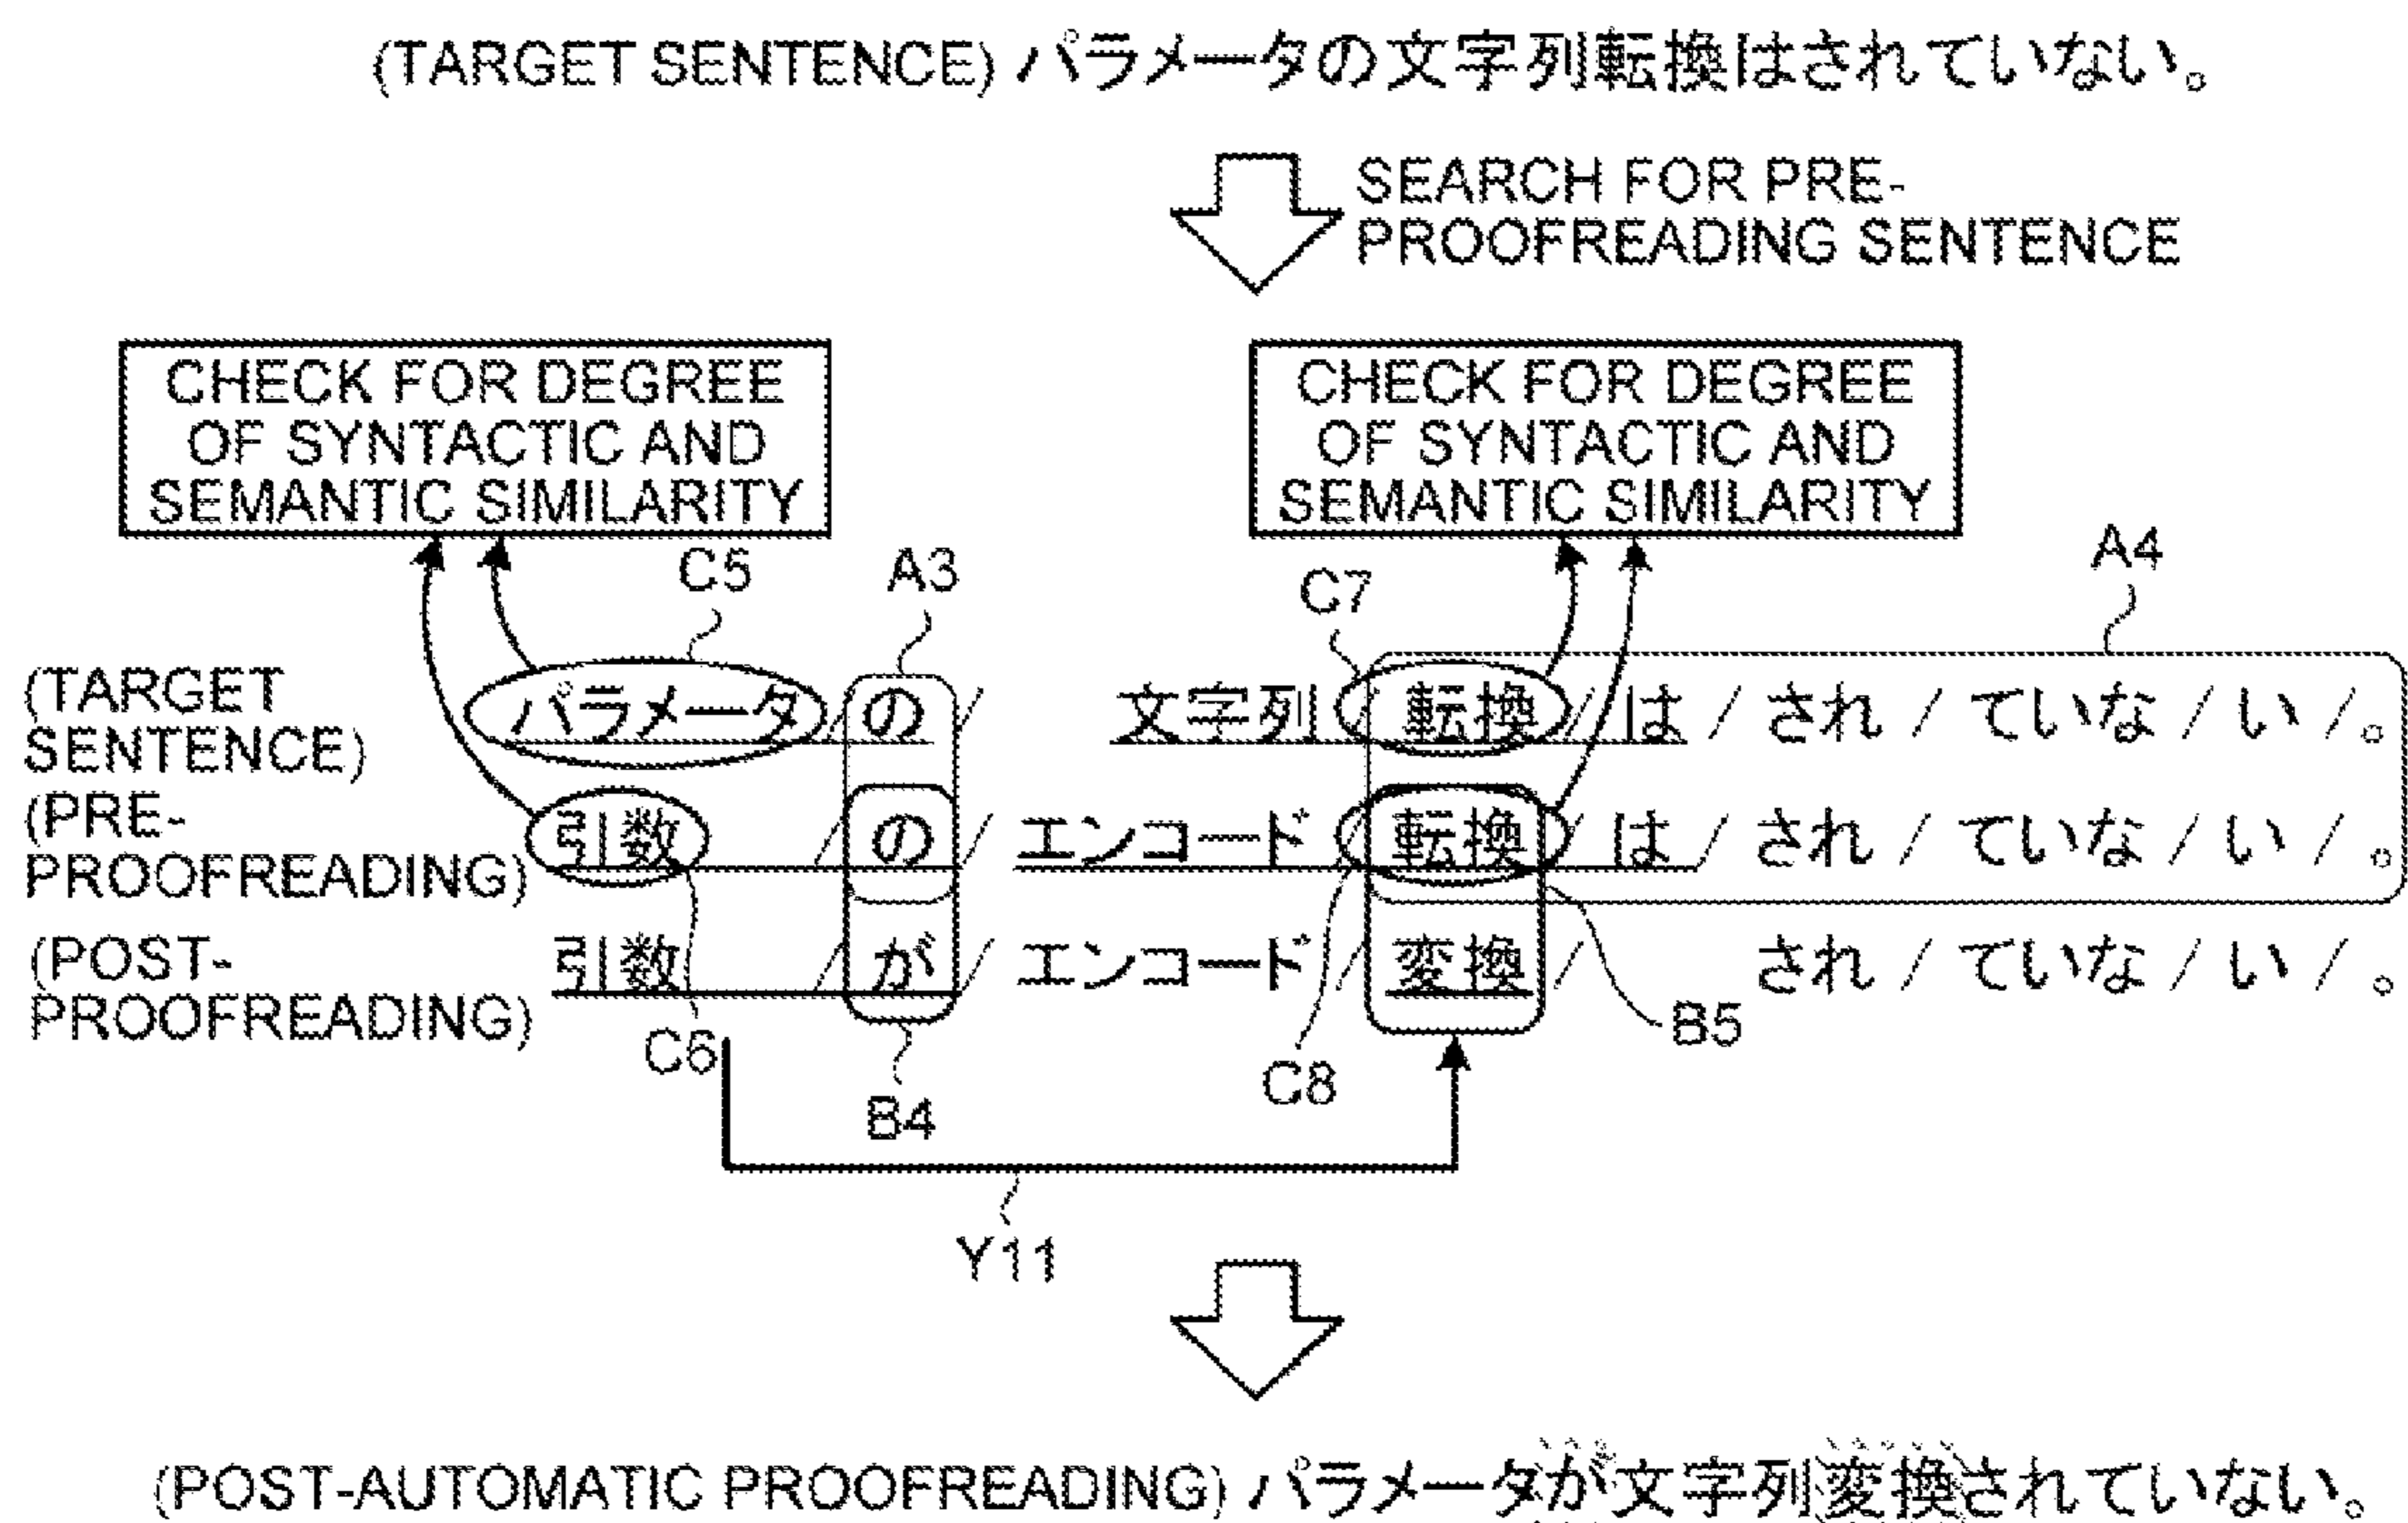 (TARGET SENTENCE) パラメータの文字列転換はされていない。
SEARCH FOR PRE-
PROOFREADING SENTENCE
CHECK FOR DEGREE
OF SYNTACTIC AND
SEMANTIC SIMILARITY
CHECK FOR DEGREE
OF SYNTACTIC AND
SEMANTIC SIMILARITY
C5
A3
C7
A4
(TARGET
SENTENCE)
パラメータ / の / 文字列 / 転換 / は / され / ていな / い / 。
(PRE-
PROOFREADING)
引数 / の / エンコード / 転換 / は / され / ていな / い / 。
(POST-
PROOFREADING)
引数 / が / エンコード / 変換 / され / ていな / い / 。
C6
B4
C8
B5
Y11
(POST-AUTOMATIC PROOFREADING) パラメータが文字列変換されていない。